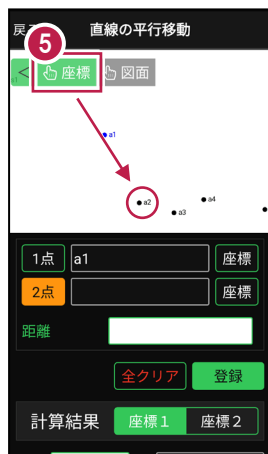 戻
直線の平行移動
5
< 座標 図面
a1
a2
a4
a3
1点 a1 座標
2点 座標
距離
全クリア 登録
計算結果 座標1 座標2